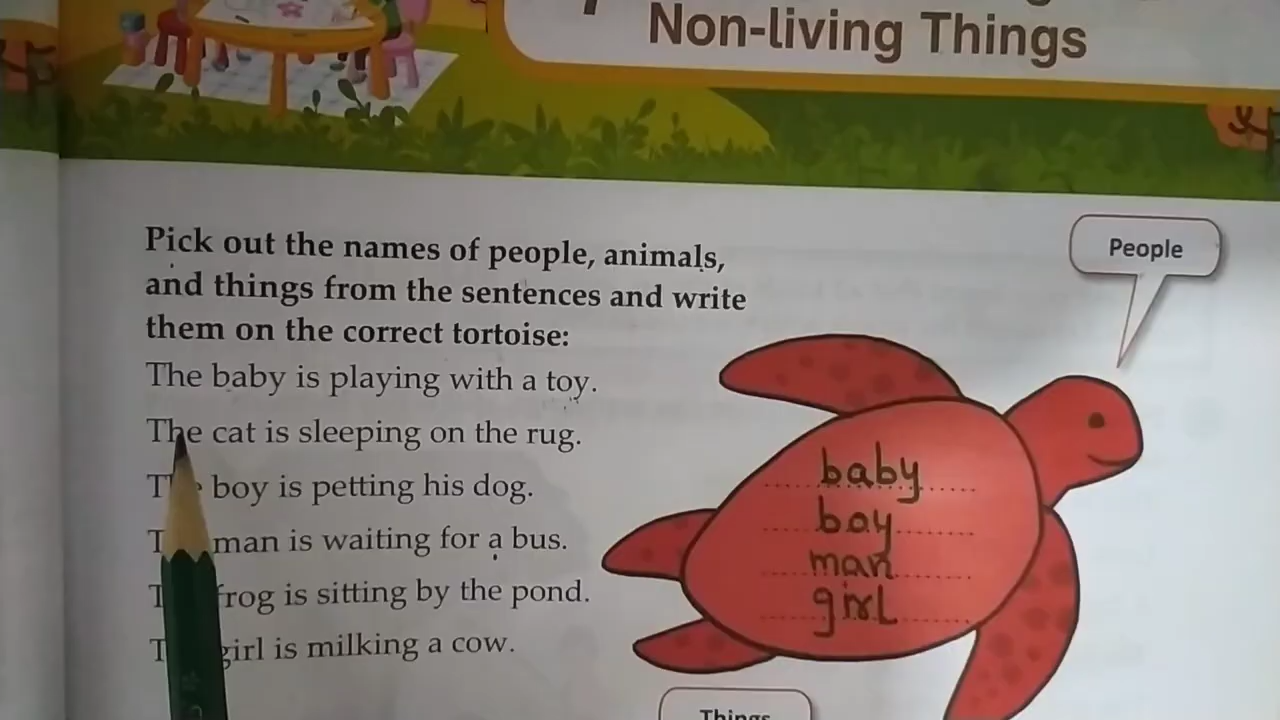 Non-living Things
People
Pick out the names of people, animals,
and things from the sentences and write
them on the correct tortoise:
The baby is playing with a toy.
The cat is sleeping on the rug.
The boy is petting his dog.
man is waiting for a bus.
frog is sitting by the pond.
girl is milking a cow.
baby
boy
man
girl
Things